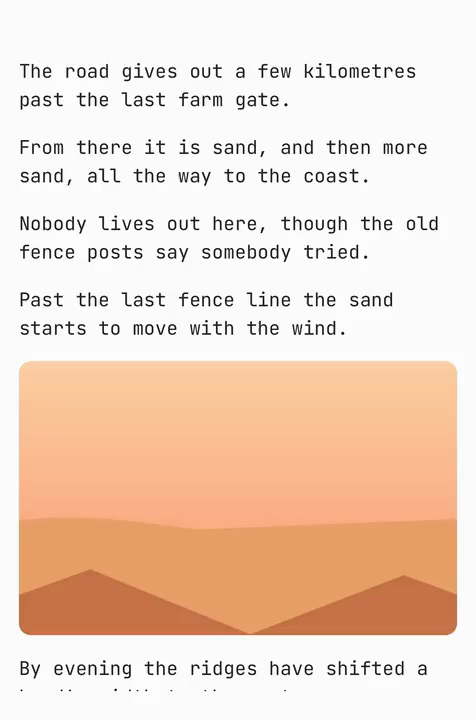 The road gives out a few kilometres
past the last farm gate.
From there it is sand, and then more
sand, all the way to the coast.
Nobody lives out here, though the old
fence posts say somebody tried.
Past the last fence line the sand
starts to move with the wind.
By evening the ridges have shifted a